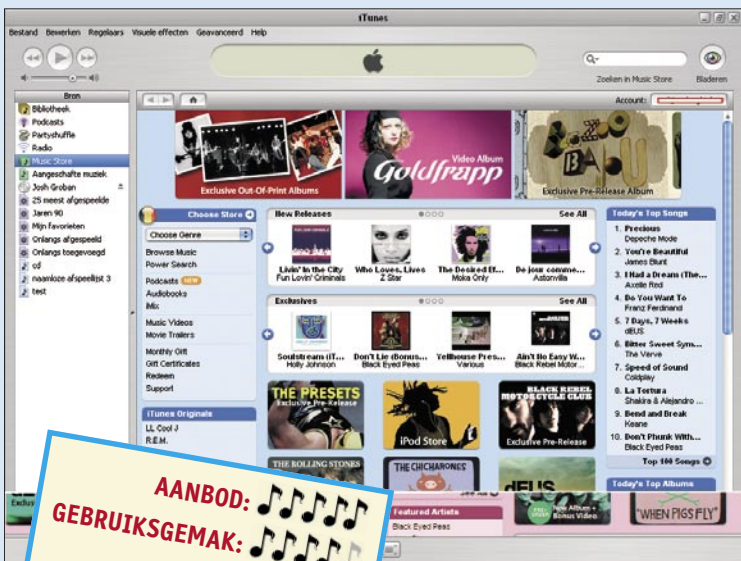 iTunes
Bestand Bewerken Regelaars Visuele effecten Geavanceerd Help
Zoeken in Music Store
Bladeren
Bron
Bibliotheek
Podcasts
Partyshuffle
Radio
Music Store
Aangeschafte muziek
Josh Groban
25 meest afgespeelde
Jaren 90
Mijn Favorieten
Onlangs afgespeeld
Onlangs toegevoegd
cd
naamloze afspeellijst 3
test
Account:
Exclusive Out-Of-Print Albums
Video Album
Goldfrapp
BAZOO
BAJOU
Exclusive Pre-Release Album
Choose Store
Choose Genre
Browse Music
Power Search
Podcasts NEW
Audiobooks
iMix
Music Videos
Movie Trailers
Monthly Gift
Gift Certificates
Redeem
Support
iTunes Originals
LL Cool J
R.E.M.
New Releases
See All
Livin' In the City
Fun Lovin' Criminals
Who Loves, Lives
Z Star
The Desired Ef...
Moka Only
De jour comme...
Astonvilla
Exclusives
See All
Soulstream (iT...
Holly Johnson
Don't Lie (Bonus...
Black Eyed Peas
Yellhouse Pres...
Various
Ain't No Easy W...
Black Rebel Motor...
THE PRESETS
Exclusive Pre-Release
iPod Store
BLACK REBEL
MOTORCYCLE CLUB
Exclusive Pre-Release
THE ROLLING STONES
THE CHICHARONES
dEUS
Today's Top Songs
1. Precious
Depeche Mode
2. You're Beautiful
James Blunt
3. I Had a Dream (The...
Axelle Red
4. Do You Want To
Franz Ferdinand
5. 7 Days, 7 Weeks
dEUS
6. Bitter Sweet Sym...
The Verve
7. Speed of Sound
Coldplay
8. La Tortura
Shakira & Alejandro ...
9. Bend and Break
Keane
10. Don't Phunk With...
Black Eyed Peas
Top 100 Songs
Today's Top Albums
See All
Featured Artists
Black Eyed Peas
New Album +
Bonus Video
"WHEN PIGS FLY"
AANBOD:
GEBRUIKSGEMAK: